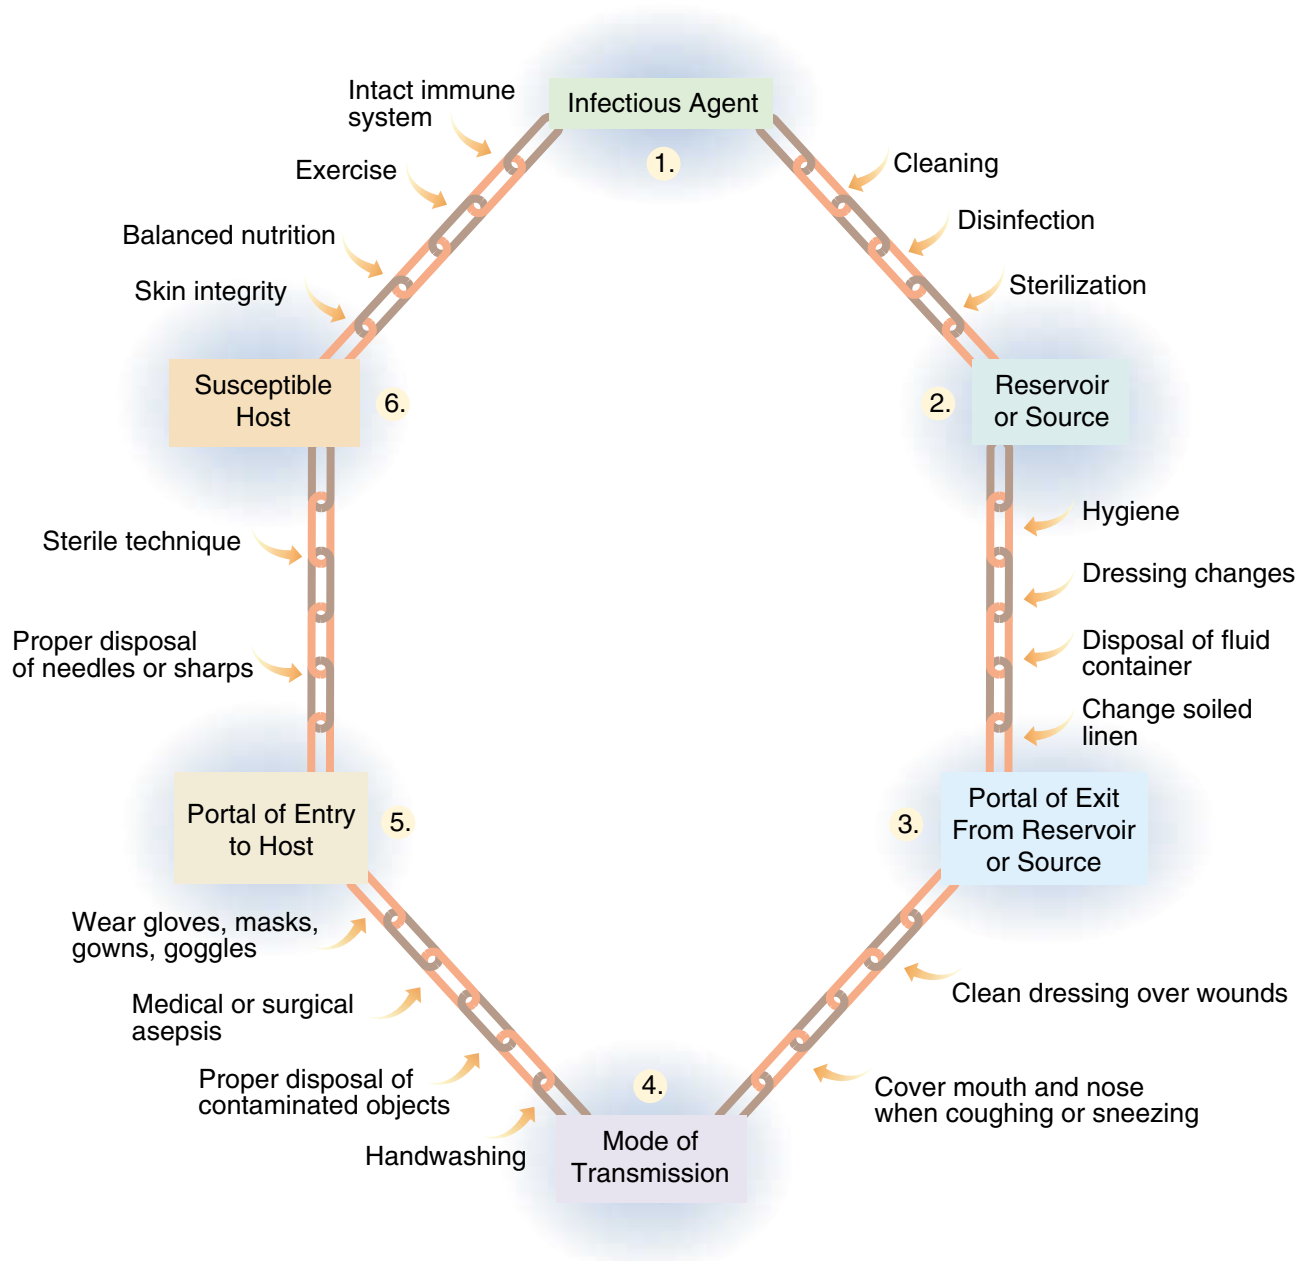 Infectious Agent
1.
Cleaning
Disinfection
Sterilization
Reservoir
or Source
2.
Hygiene
Dressing changes
Disposal of fluid
container
Change soiled
linen
Portal of Exit
From Reservoir
or Source
3.
Clean dressing over wounds
Cover mouth and nose
when coughing or sneezing
4.
Mode of
Transmission
Handwashing
Proper disposal of
contaminated objects
Medical or surgical
asepsis
Wear gloves, masks,
gowns, goggles
Portal of Entry
to Host
5.
Proper disposal
of needles or sharps
Sterile technique
Susceptible
Host
6.
Skin integrity
Balanced nutrition
Exercise
Intact immune
system